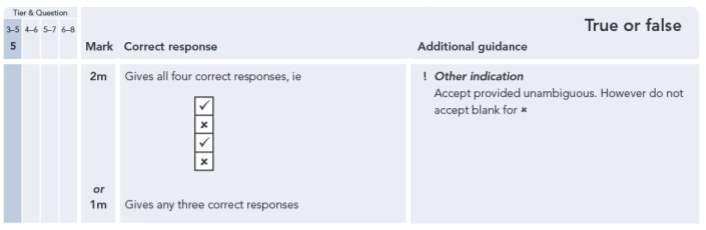 Tier & Question
3–5 4–6 5–7 6–8
True or false
5
Mark Correct response
Additional guidance
2m Gives all four correct responses, ie
✓
×
✓
×
! Other indication
Accept provided unambiguous. However do not
accept blank for ×
or
1m Gives any three correct responses